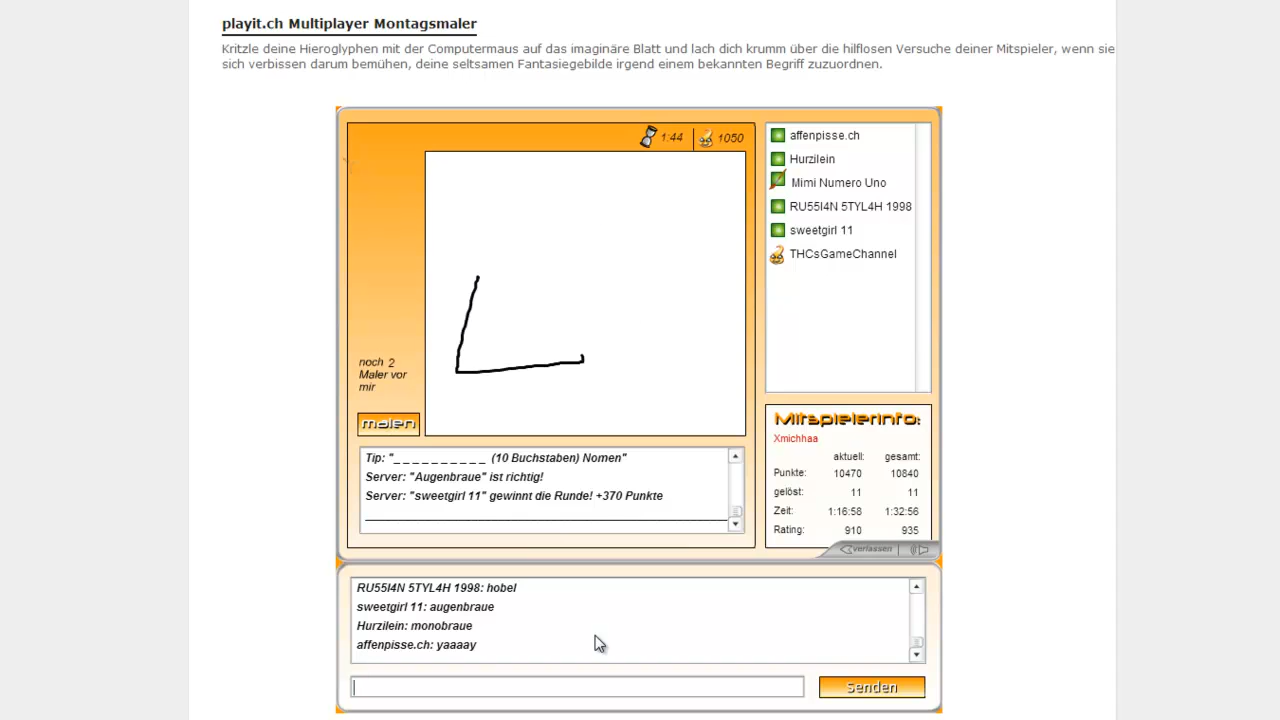 playit.ch Multiplayer Montagsmaler
Kritzle deine Hieroglyphen mit der Computermaus auf das imaginäre Blatt und lach dich krumm über die hilflosen Versuche deiner Mitspieler, wenn sie
sich verbissen darum bemühen, deine seltsamen Fantasiegebilde irgend einem bekannten Begriff zuzuordnen.
1:44
1050
affenpisse.ch
Hurzilein
Mimi Numero Uno
RU55I4N 5TYL4H 1998
sweetgirl 11
THCsGameChannel
noch 2
Maler vor
mir
malen
Mitspielerinfo:
Xmichhaa
aktuell: gesamt:
Punkte: 10470 10840
gelöst: 11 11
Zeit: 1:16:58 1:32:56
Rating: 910 935
verlassen
Tip: "_ _ _ _ _ _ _ _ _ _ (10 Buchstaben) Nomen"
Server: "Augenbraue" ist richtig!
Server: "sweetgirl 11" gewinnt die Runde! +370 Punkte
RU55I4N 5TYL4H 1998: hobel
sweetgirl 11: augenbraue
Hurzilein: monobraue
affenpisse.ch: yaaaay
Senden